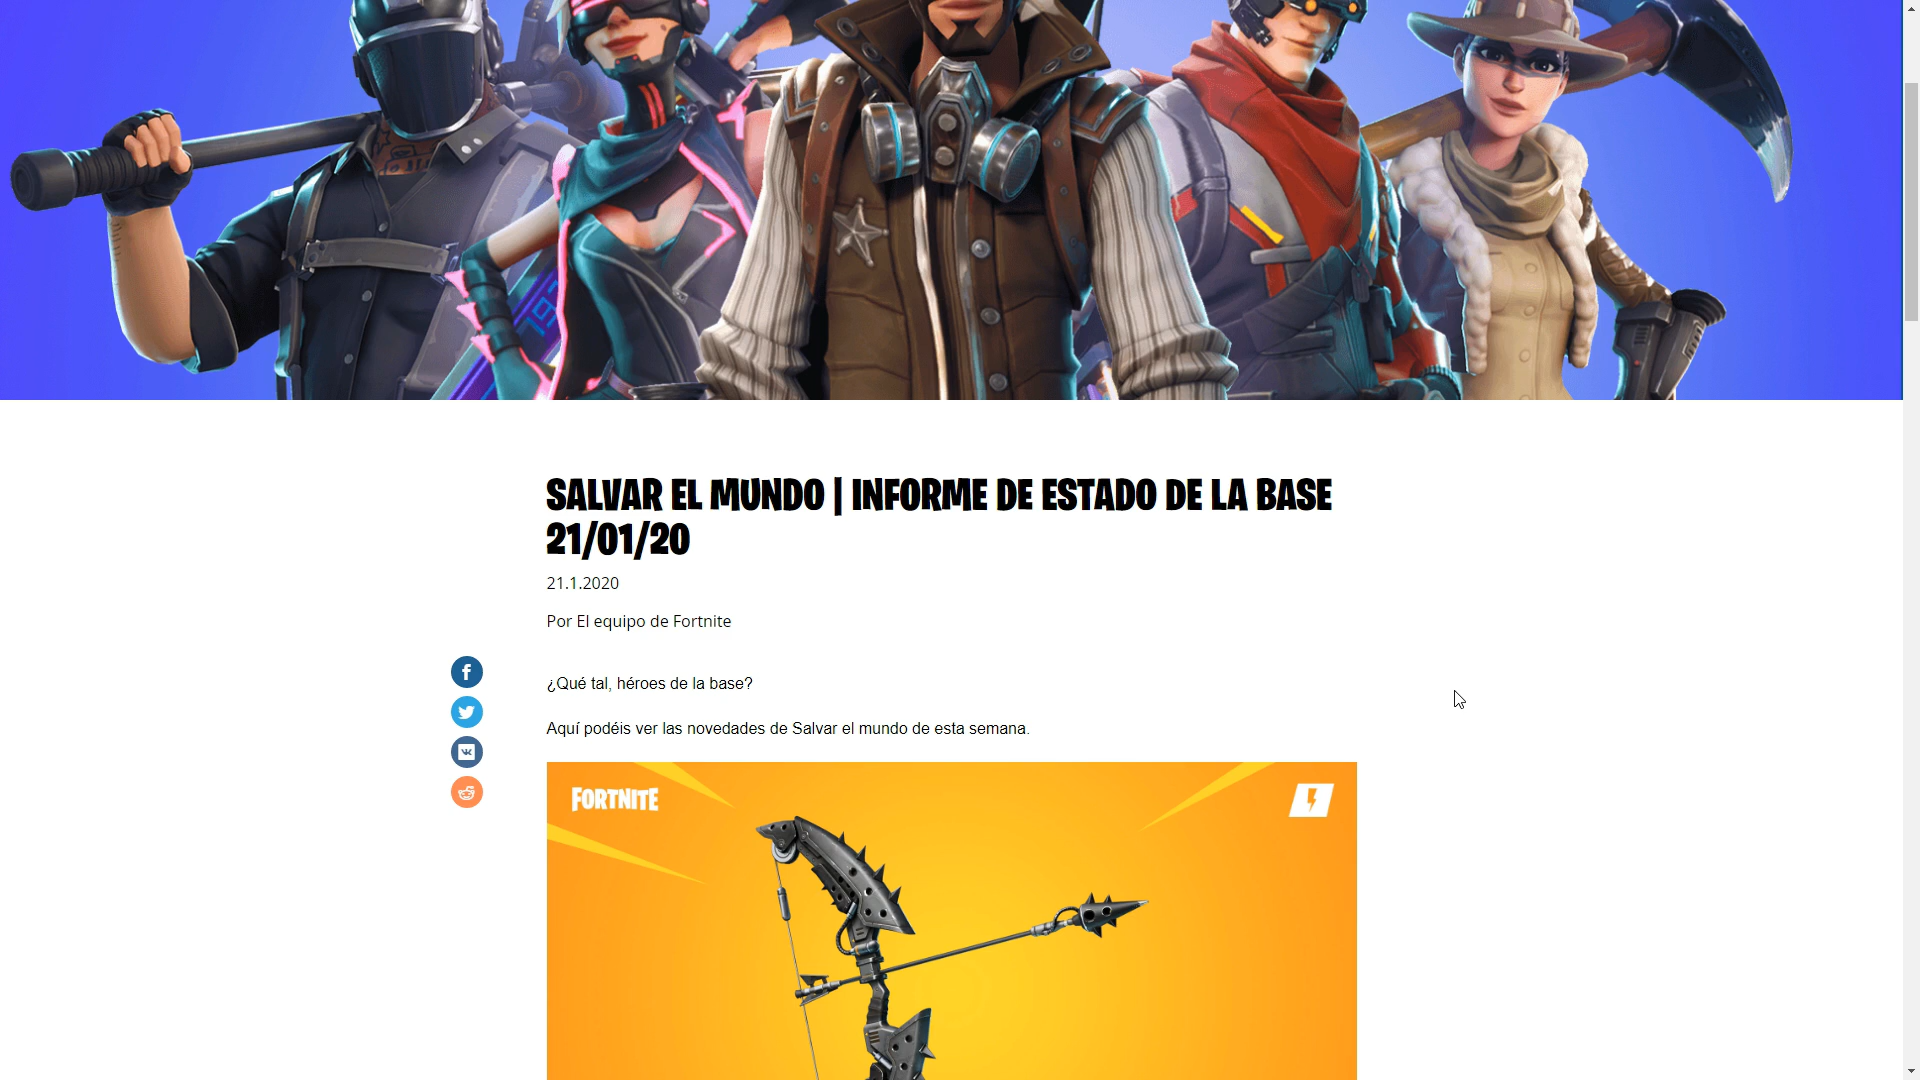 SALVAR EL MUNDO | INFORME DE ESTADO DE LA BASE
21/01/20
21.1.2020
Por El equipo de Fortnite
¿Qué tal, héroes de la base?
Aquí podéis ver las novedades de Salvar el mundo de esta semana.
FORTNITE